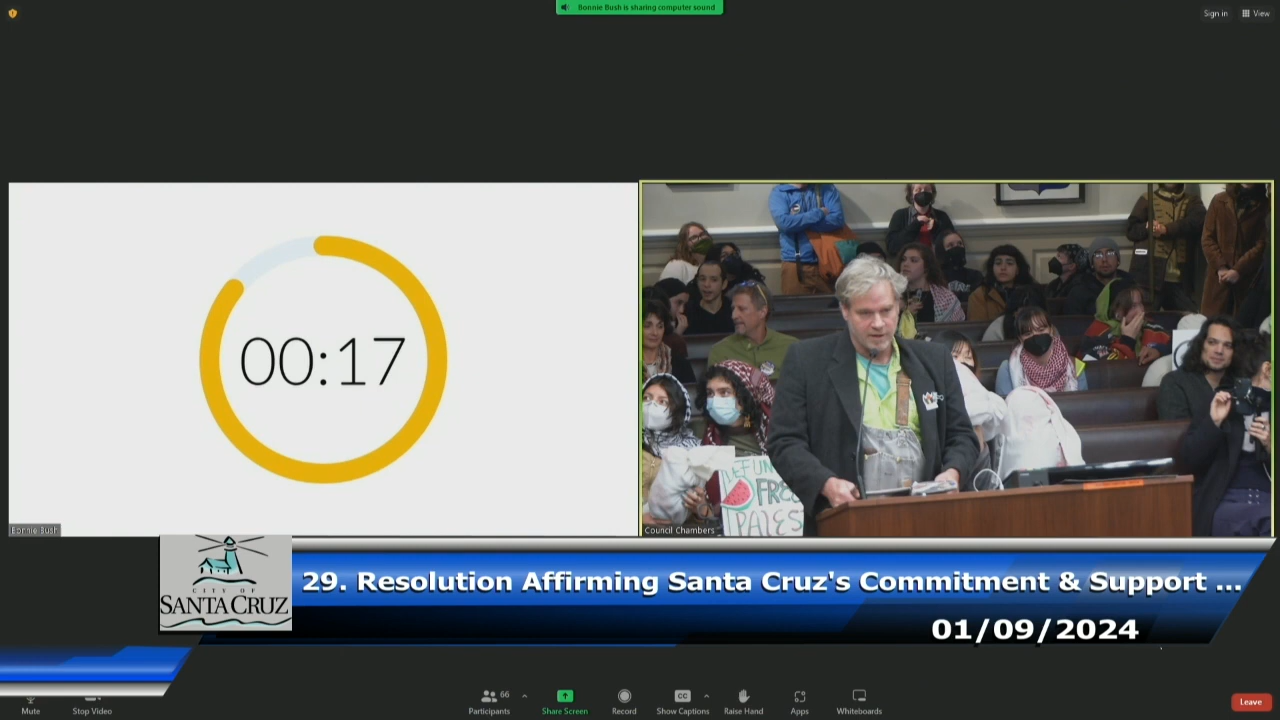 Bonnie Bush is sharing computer sound
Sign in
View
00:17
Bonnie Bush
Council Chambers
FREE
29. Resolution Affirming Santa Cruz's Commitment & Support ...
CITY OF
SANTA CRUZ
01/09/2024
Mute
Stop Video
Participants
66
Share Screen
CC
Record
Show Captions
Raise Hand
Apps
Whiteboards
Leave